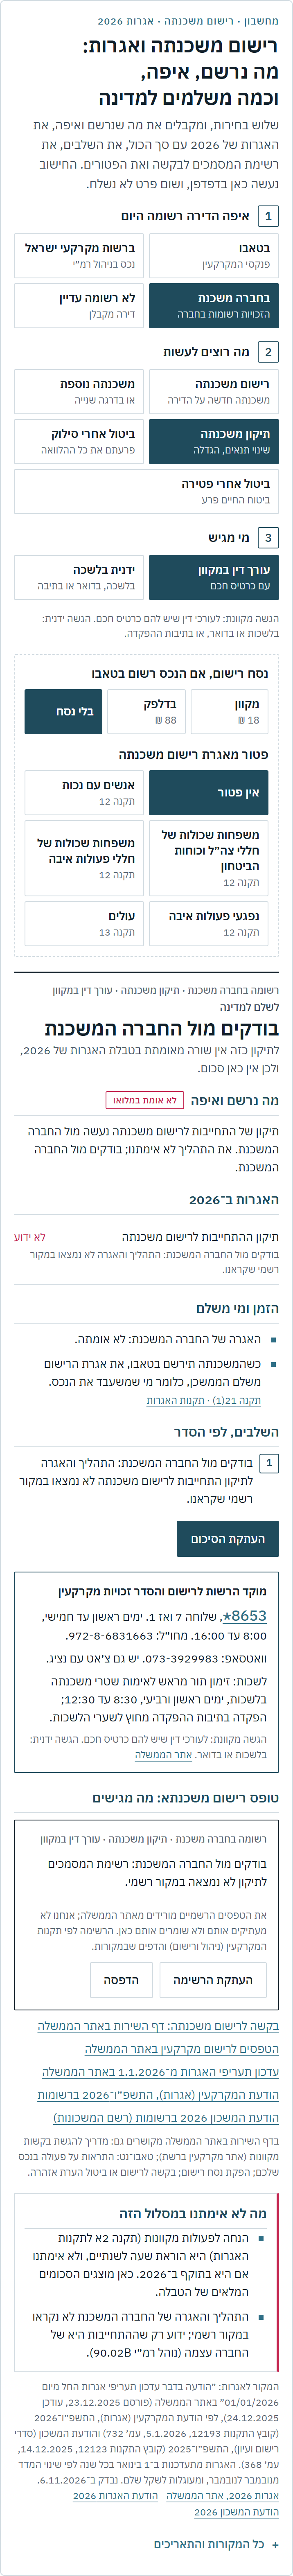 מחשבון · רישום משכנתה · אגרות 2026
רישום משכנתה ואגרות:
מה נרשם, איפה,
וכמה משלמים למדינה
שלוש בחירות, ומקבלים את מה שנרשם ואיפה, את
האגרות של 2026 עם סך הכול, את השלבים, את
רשימת המסמכים לבקשה ואת הפטורים. החישוב
נעשה כאן בדפדפן, ושום פרט לא נשלח.
1 איפה הדירה רשומה היום
בטאבו
פנקסי המקרקעין
ברשות מקרקעי ישראל
נכס בניהול רמ״י
בחברה משכנת
הזכויות רשומות בחברה
לא רשומה עדיין
דירה מקבלן
2 מה רוצים לעשות
רישום משכנתה
משכנתה חדשה על הדירה
משכנתה נוספת
או בדרגה שנייה
תיקון משכנתה
שינוי תנאים, הגדלה
ביטול אחרי סילוק
פרעתם את כל ההלוואה
ביטול אחרי פטירה
ביטוח החיים פרע
3 מי מגיש
עורך דין במקוון
עם כרטיס חכם
ידנית בלשכה
בלשכה, בדואר או בתיבה
הגשה מקוונת: לעורכי דין שיש להם כרטיס חכם. הגשה ידנית:
בלשכות או בדואר, או בתיבות ההפקדה.
נסח רישום, אם הנכס רשום בטאבו
מקוון
18 ₪
בדלפק
88 ₪
בלי נסח
פטור מאגרת רישום משכנתה
אין פטור
אנשים עם נכות
תקנה 12
משפחות שכולות של
חללי צה״ל וכוחות
הביטחון
תקנה 12
משפחות שכולות של
חללי פעולות איבה
תקנה 12
נפגעי פעולות איבה
תקנה 12
עולים
תקנה 13
רשומה בחברה משכנת · תיקון משכנתה · עורך דין במקוון
לשלם למדינה
בודקים מול החברה המשכנת
לתיקון כזה אין שורה מאומתת בטבלת האגרות של 2026,
ולכן אין כאן סכום.
מה נרשם ואיפה לא אומת במלואו
תיקון של התחייבות לרישום משכנתה נעשה מול החברה
המשכנת. את התהליך לא אימתנו; בודקים מול החברה
המשכנת.
האגרות ב־2026
תיקון ההתחייבות לרישום משכנתה לא ידוע
בודקים מול החברה המשכנת: התהליך והאגרה לא נמצאו במקור
רשמי שקראנו.
הזמן ומי משלם
האגרה של החברה המשכנת: לא אומתה.
כשהמשכנתה תירשם בטאבו, את אגרת הרישום
משלם הממשכן, כלומר מי שמשעבד את הנכס.
תקנה 21(1) · תקנות האגרות
השלבים, לפי הסדר
1 בודקים מול החברה המשכנת: התהליך והאגרה
לתיקון התחייבות לרישום משכנתה לא נמצאו במקור
רשמי שקראנו.
העתקת הסיכום
מוקד הרשות לרישום והסדר זכויות מקרקעין
8653*, שלוחה 7 ואז 1. ימים ראשון עד חמישי,
8:00 עד 16:00. מחו״ל: 972-8-6831663.
וואטסאפ: 073-3929983. יש גם צ׳אט עם נציג.
לשכות: זימון תור מראש לאימות שטרי משכנתה
בלשכות, ימים ראשון ורביעי, 8:30 עד 12:30;
הפקדה בתיבות ההפקדה מחוץ לשערי הלשכות.
הגשה מקוונת: לעורכי דין שיש להם כרטיס חכם. הגשה ידנית:
בלשכות או בדואר. אתר הממשלה
טופס רישום משכנתא: מה מגישים
רשומה בחברה משכנת · תיקון משכנתה · עורך דין במקוון
בודקים מול החברה המשכנת: רשימת המסמכים
לתיקון לא נמצאה במקור רשמי.
את הטפסים הרשמיים מורידים מאתר הממשלה; אנחנו לא
מעתיקים אותם ולא שומרים אותם כאן. הרשימה לפי תקנות
המקרקעין (ניהול ורישום) והדפים שבמקורות.
העתקת הרשימה
הדפסה
בקשה לרישום משכנתה: דף השירות באתר הממשלה
הטפסים לרישום מקרקעין באתר הממשלה
עדכון תעריפי האגרות מ־1.1.2026 באתר הממשלה
הודעת המקרקעין (אגרות), התשפ״ו־2026 ברשומות
הודעת המשכון 2026 ברשומות (רשם המשכונות)
בדף השירות באתר הממשלה מקושרים גם: מדריך להגשת בקשות
מקוונות (אתר מקרקעין ברשת); טאבו־נט: התראות על פעולה בנכס
שלכם; הפקת נסח רישום; בקשה לרישום או ביטול הערת אזהרה.
מה לא אימתנו במסלול הזה
הנחה לפעולות מקוונות (תקנה 2א לתקנות
האגרות) היא הוראת שעה לשנתיים, ולא אימתנו
אם היא בתוקף ב־2026. כאן מוצגים הסכומים
המלאים של הטבלה.
התהליך והאגרה של החברה המשכנת לא נקראו
במקור רשמי; ידוע רק שההתחייבות היא של
החברה עצמה (נוהל רמ״י 90.02B).
המקור לאגרות: ״הודעה בדבר עדכון תעריפי אגרות החל מיום
01/01/2026״ באתר הממשלה (פורסם 23.12.2025, עודכן
24.12.2025), לפי הודעת המקרקעין (אגרות), התשפ״ו־2026
(קובץ התקנות 12193, 5.1.2026, עמ׳ 732) והודעת המשכון (סדרי
רישום ועיון), התשפ״ו־2025 (קובץ התקנות 12123, 14.12.2025,
עמ׳ 368). האגרות מתעדכנות ב־1 בינואר בכל שנה לפי שינוי המדד
מנובמבר לנובמבר, ומעוגלות לשקל שלם. נבדק ב־6.11.2026.
אגרות 2026, אתר הממשלה הודעת האגרות 2026
הודעת המשכון 2026
+ כל המקורות והתאריכים